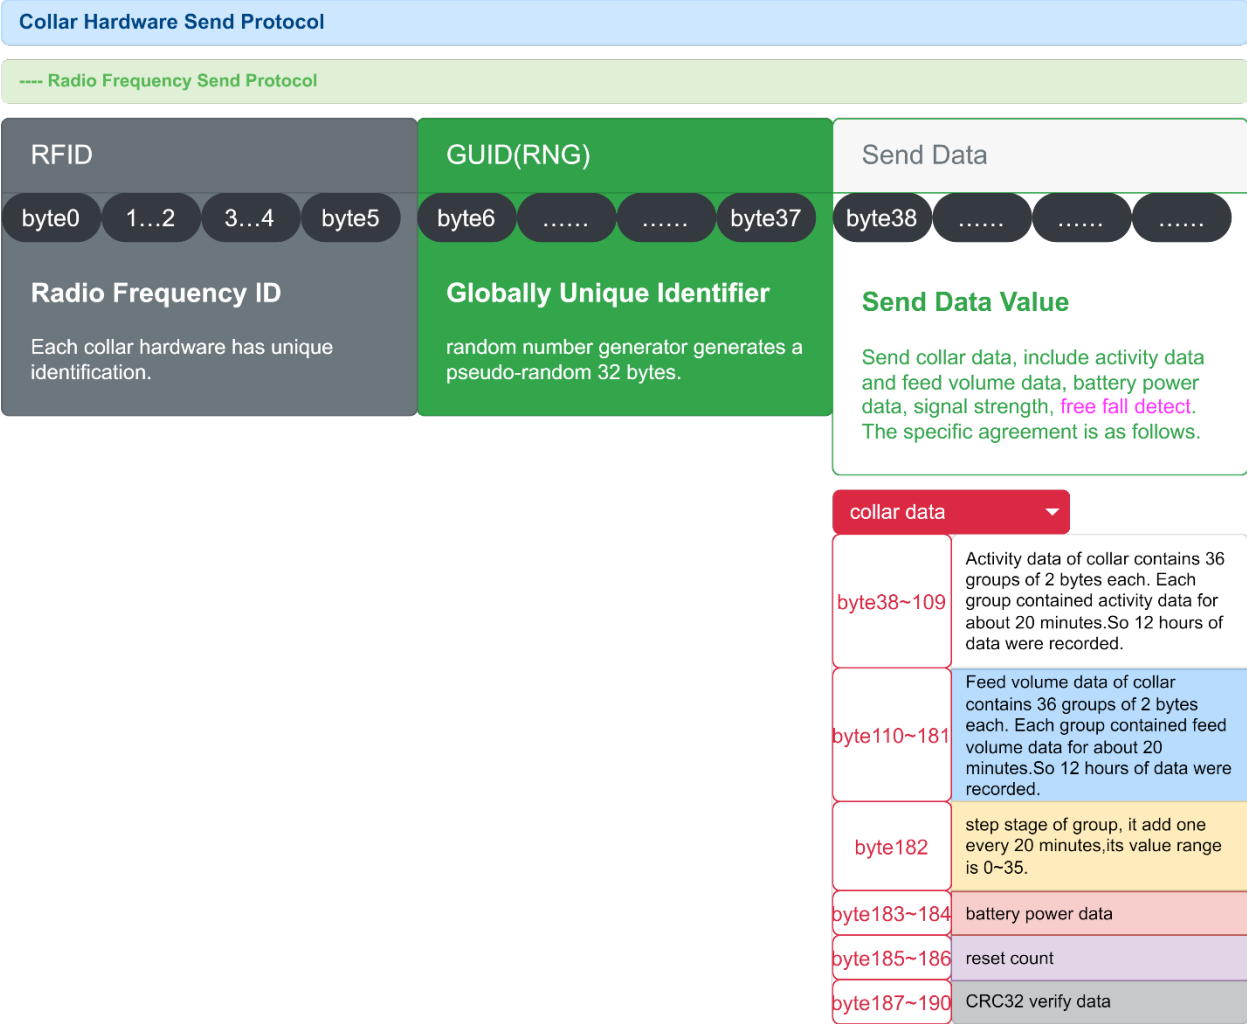 Collar Hardware Send Protocol
---- Radio Frequency Send Protocol
RFID
byte0 1...2 3...4 byte5
Radio Frequency ID
Each collar hardware has unique
identification.
GUID(RNG)
byte6 ...... ...... byte37
Globally Unique Identifier
random number generator generates a
pseudo-random 32 bytes.
Send Data
byte38 ...... ...... ......
Send Data Value
Send collar data, include activity data
and feed volume data, battery power
data, signal strength, free fall detect.
The specific agreement is as follows.
collar data
byte38~109
Activity data of collar contains 36
groups of 2 bytes each. Each
group contained activity data for
about 20 minutes.So 12 hours of
data were recorded.
byte110~181
Feed volume data of collar
contains 36 groups of 2 bytes
each. Each group contained feed
volume data for about 20
minutes.So 12 hours of data were
recorded.
byte182
step stage of group, it add one
every 20 minutes,its value range
is 0~35.
byte183~184
battery power data
byte185~186
reset count
byte187~190
CRC32 verify data